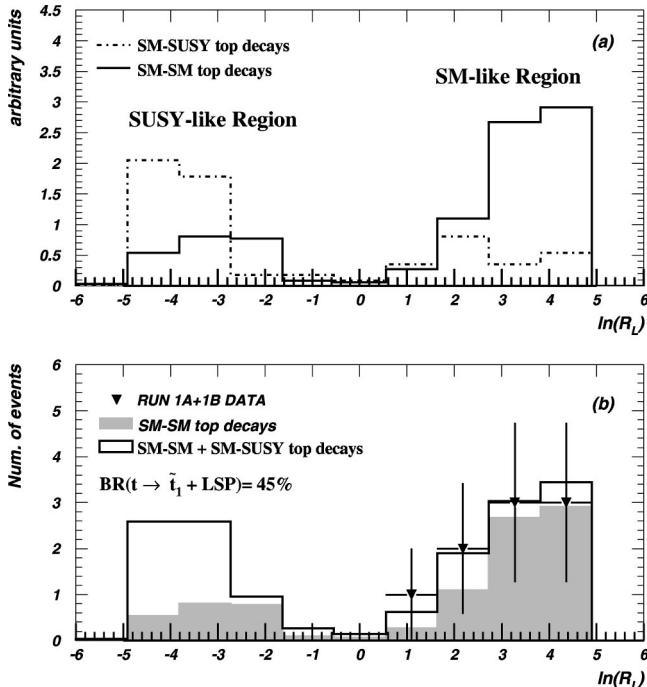 arbitrary units
4.5
4
3.5
3
2.5
2
1.5
1
0.5
0
SM-SUSY top decays
SM-SM top decays
(a)
SM-like Region
SUSY-like Region
-6 -5 -4 -3 -2 -1 0 1 2 3 4 5 6
ln(R_L)
Num. of events
6
5
4
3
2
1
0
RUN 1A+1B DATA
(b)
SM-SM top decays
SM-SM + SM-SUSY top decays
BR(t → t̃₁ + LSP)= 45%
-6 -5 -4 -3 -2 -1 0 1 2 3 4 5 6
ln(R_L)